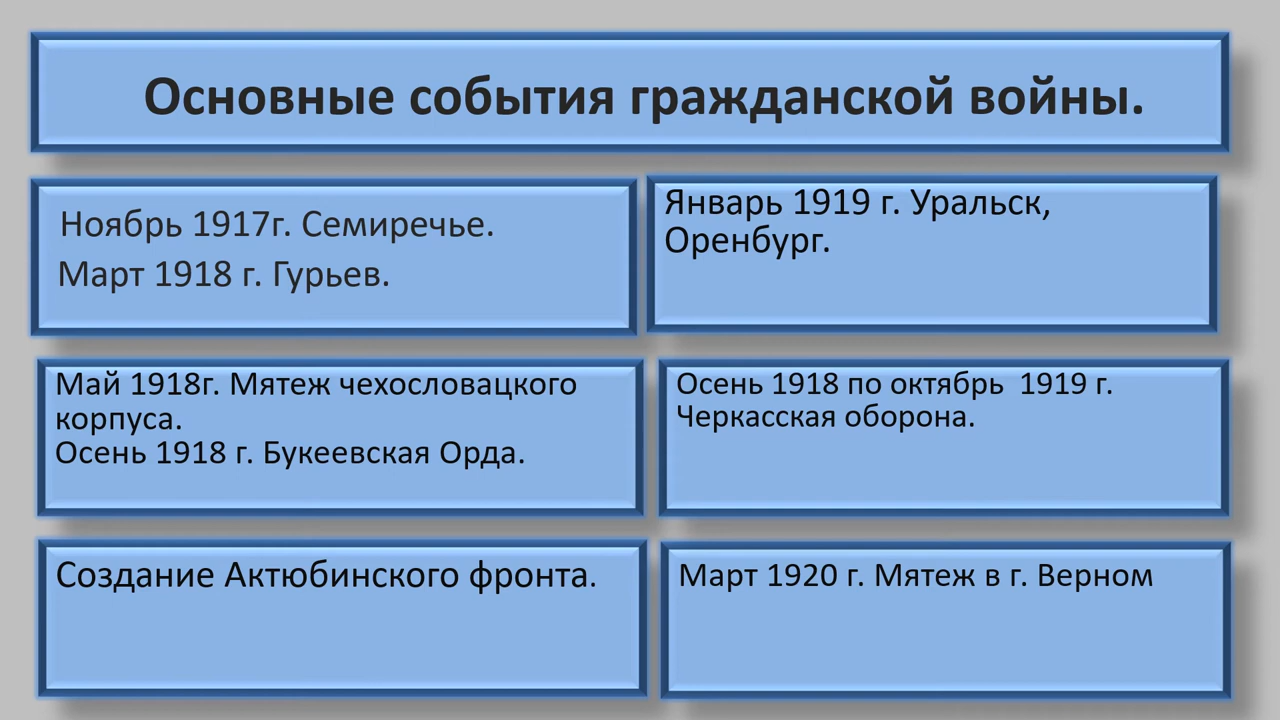 Основные события гражданской войны.
Ноябрь 1917г. Семиречье.
Март 1918 г. Гурьев.
Январь 1919 г. Уральск,
Оренбург.
Май 1918г. Мятеж чехословацкого
корпуса.
Осень 1918 г. Букеевская Орда.
Осень 1918 по октябрь  1919 г.
Черкасская оборона.
Создание Актюбинского фронта.
Март 1920 г. Мятеж в г. Верном